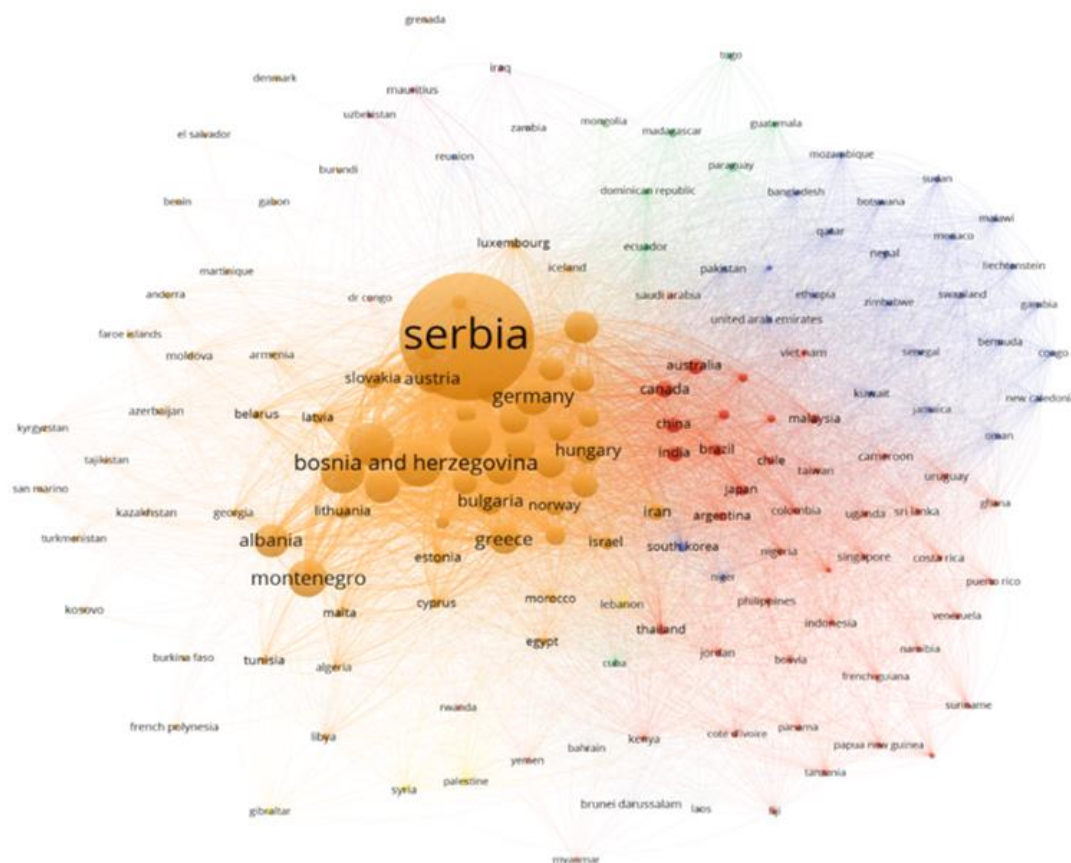 grenada
togo
iraq
denmark
mauritius
uzbekistan
mongolia
guatemala
el salvador
zambia
madagascar
reunion
mozambique
burundi
paraguay
sudan
dominican republic
bangladesh
benin
gabon
botswana
malawi
qatar
monaco
luxembourg
ecuador
nepal
iceland
pakistan
liechtenstein
martinique
andorra
dr congo
saudi arabia
ethiopia
zimbabwe
swaziland
gambia
united arab emirates
serbia
faroe islands
bermuda
moldova
armenia
viet nam
senegal
congo
australia
slovakia
austria
canada
kuwait
germany
new caledonia
azerbaijan
belarus
latvia
jamaica
china
malaysia
kyrgyzstan
oman
hungary
india
brazil
tajikistan
bosnia and herzegovina
chile
cameroon
taiwan
uruguay
san marino
japan
bulgaria
norway
ghana
kazakhstan
georgia
lithuania
iran
argentina
colombia
uganda
sri lanka
turkmenistan
albania
greece
israel
south korea
nigeria
singapore
costa rica
estonia
montenegro
niger
puerto rico
kosovo
malta
cyprus
morocco
lebanon
philippines
venezuela
indonesia
thailand
egypt
namibia
burkina faso
tunisia
algeria
cuba
jordan
bolivia
french guiana
suriname
rwanda
french polynesia
libya
kenya
cote d'ivoire
panama
bahrain
papua new guinea
yemen
tanzania
syria
palestine
gibraltar
brunei darussalam
laos
fiji
myanmar